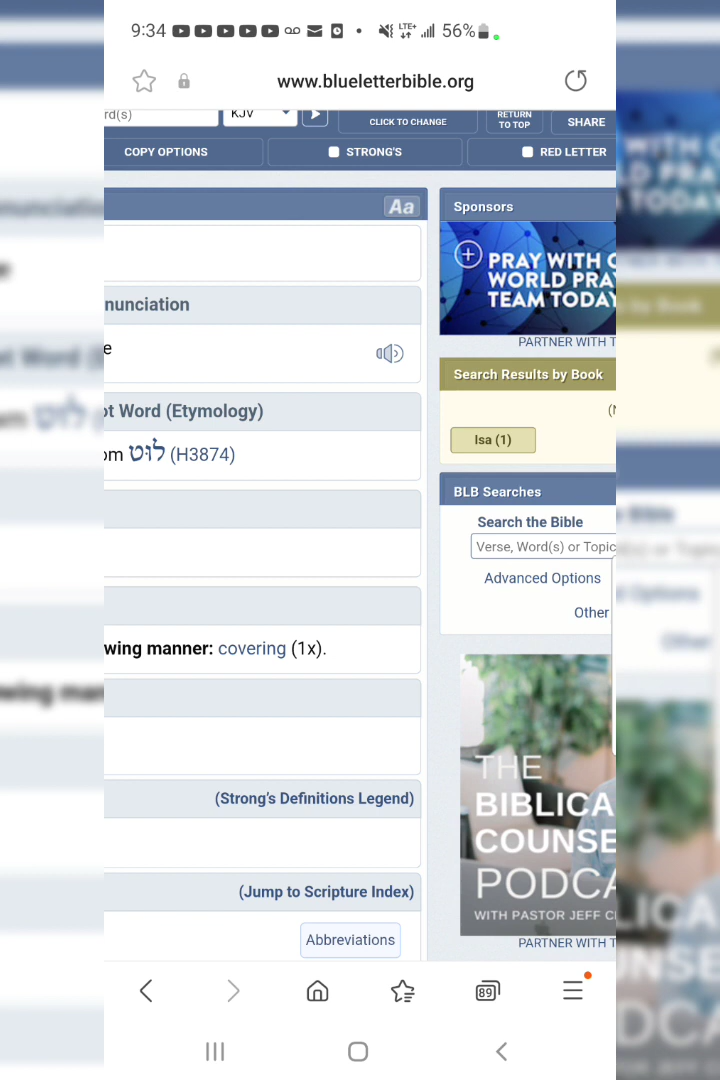 9:34 LTE+ 56%
www.blueletterbible.org
rd(s) KJV CLICK TO CHANGE RETURN TO TOP SHARE
COPY OPTIONS STRONG'S RED LETTER
Aa
Sponsors
PRAY WITH
WORLD PRA
TEAM TODAY
nunciation
PARTNER WITH T
e
Search Results by Book
t Word (Etymology)
Isa (1)
om לוּט (H3874)
BLB Searches
Search the Bible
Verse, Word(s) or Topic
Advanced Options
Other
wing manner: covering (1x).
THE
BIBLICA
COUNSE
PODCA
WITH PASTOR JEFF C
(Strong's Definitions Legend)
(Jump to Scripture Index)
Abbreviations
PARTNER WITH T
89